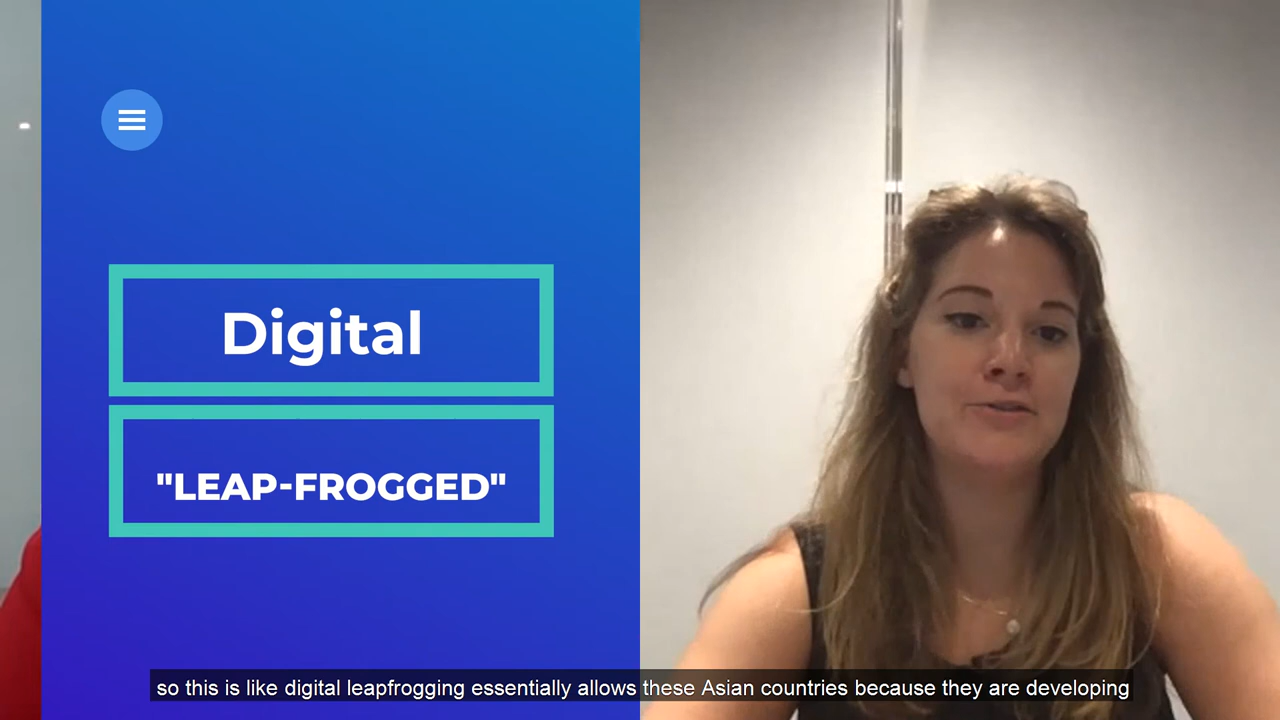 Digital
"LEAP-FROGGED"
so this is like digital leapfrogging essentially allows these Asian countries because they are developing